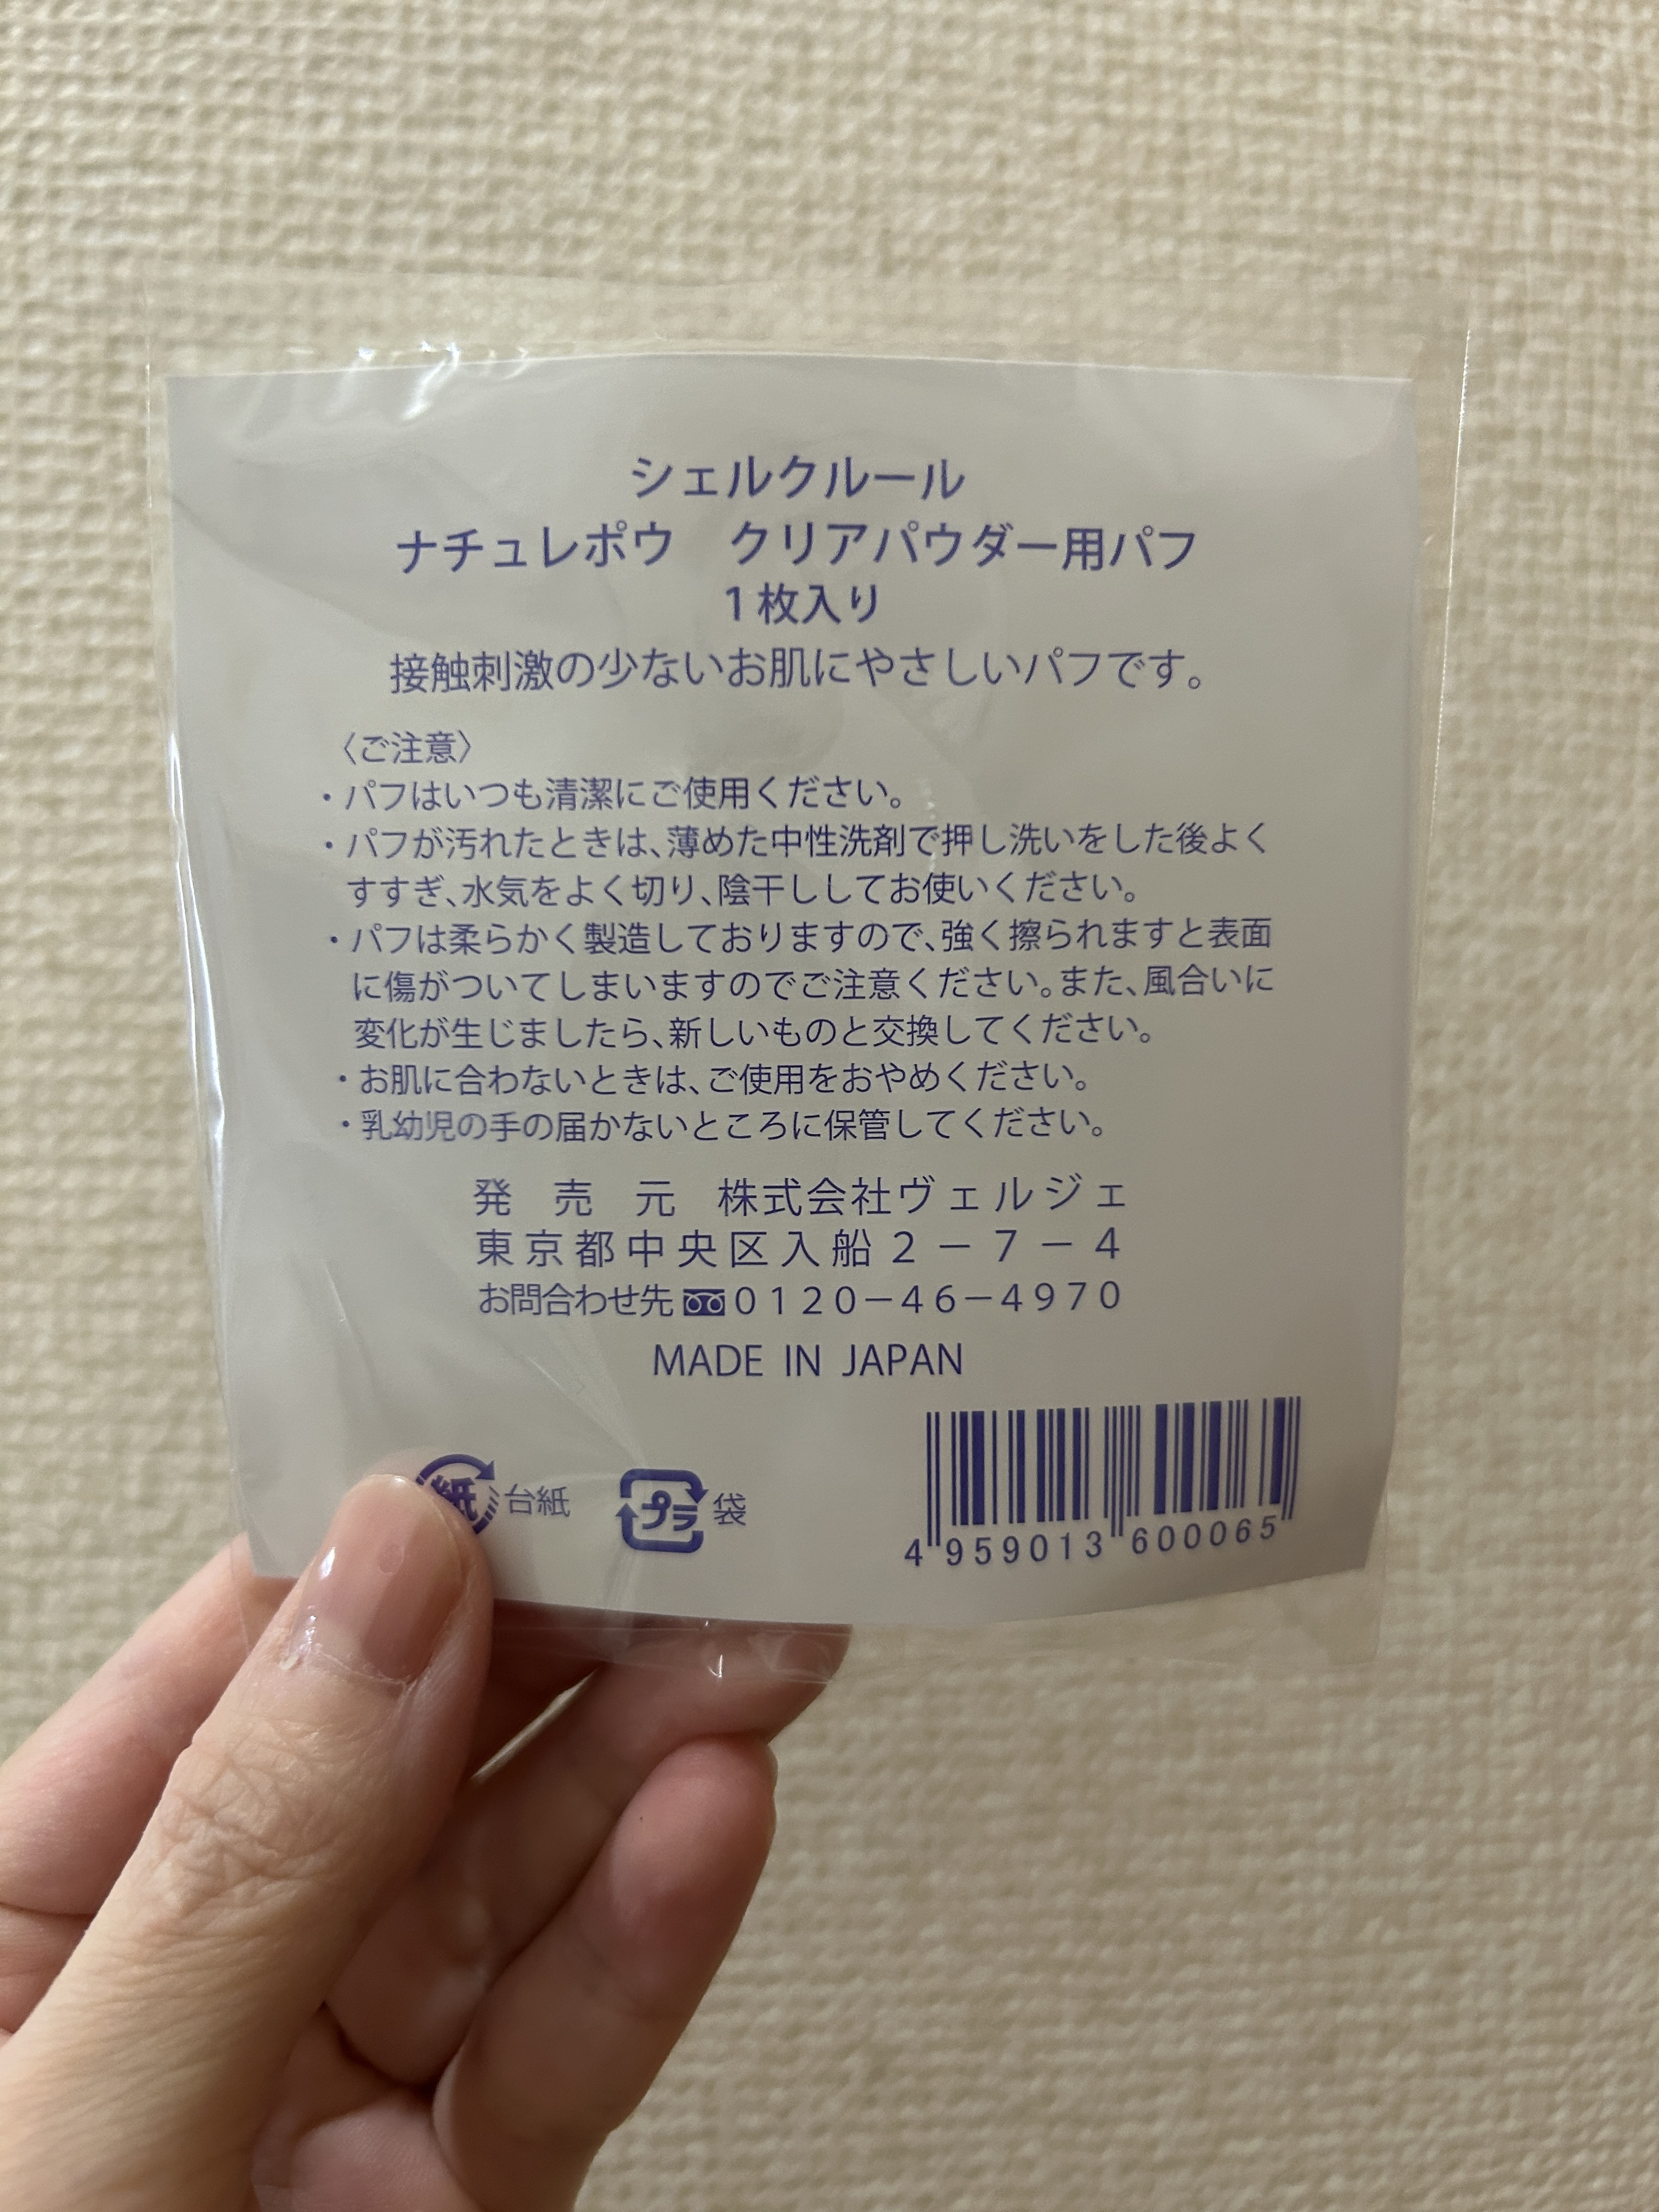 シェルクルール
ナチュレポウ　クリアパウダー用パフ
1枚入り
接触刺激の少ないお肌にやさしいパフです。
〈ご注意〉
・パフはいつも清潔にご使用ください。
・パフが汚れたときは、薄めた中性洗剤で押し洗いをした後よく
すすぎ、水気をよく切り、陰干ししてお使いください。
・パフは柔らかく製造しておりますので、強く擦られますと表面
に傷がついてしまいますのでご注意ください。また、風合いに
変化が生じましたら、新しいものと交換してください。
・お肌に合わないときは、ご使用をおやめください。
・乳幼児の手の届かないところに保管してください。
発　売　元　株式会社ヴェルジェ
東京都中央区入船2－7－4
お問合わせ先 0120－46－4970
MADE IN JAPAN
紙 台紙 プラ 袋
4 959013 600065